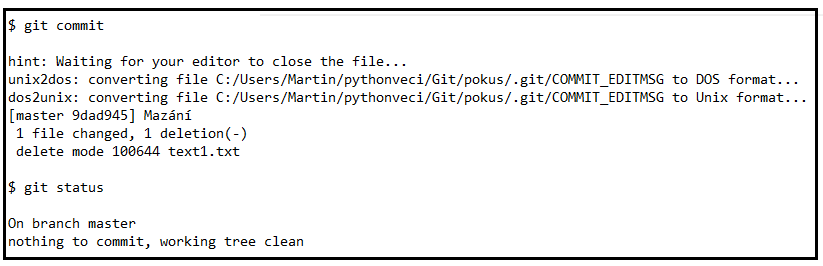 $ git commit
hint: Waiting for your editor to close the file...
unix2dos: converting file C:/Users/Martin/pythonveci/Git/pokus/.git/COMMIT_EDITMSG to DOS format...
dos2unix: converting file C:/Users/Martin/pythonveci/Git/pokus/.git/COMMIT_EDITMSG to Unix format...
[master 9dad945] Mazání
1 file changed, 1 deletion(-)
delete mode 100644 text1.txt
$ git status
On branch master
nothing to commit, working tree clean